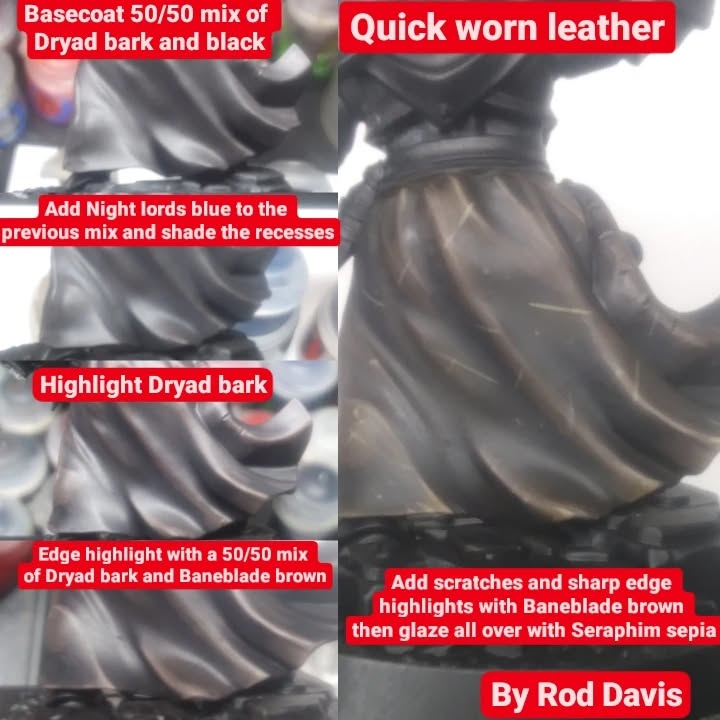 Basecoat 50/50 mix of
Dryad bark and black
Quick worn leather
Add Night lords blue to the
previous mix and shade the recesses
Highlight Dryad bark
Edge highlight with a 50/50 mix
of Dryad bark and Baneblade brown
Add scratches and sharp edge
highlights with Baneblade brown
then glaze all over with Seraphim sepia
By Rod Davis